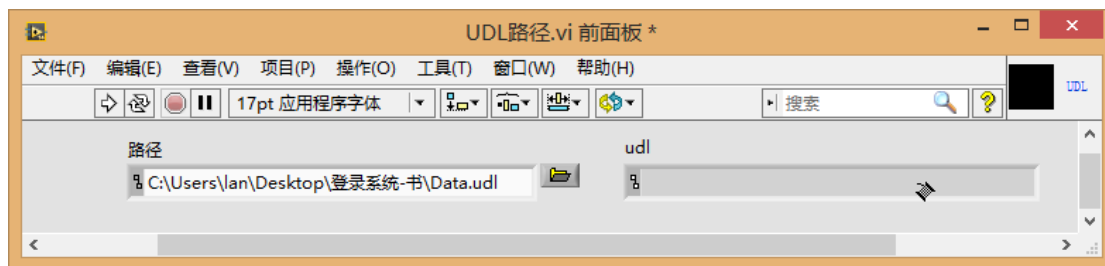 UDL路径.vi 前面板 *
文件(F) 编辑(E) 查看(V) 项目(P) 操作(O) 工具(T) 窗口(W) 帮助(H)
17pt 应用程序字体 搜索 ? UDL
路径 udl
C:\Users\lan\Desktop\登录系统-书\Data.udl